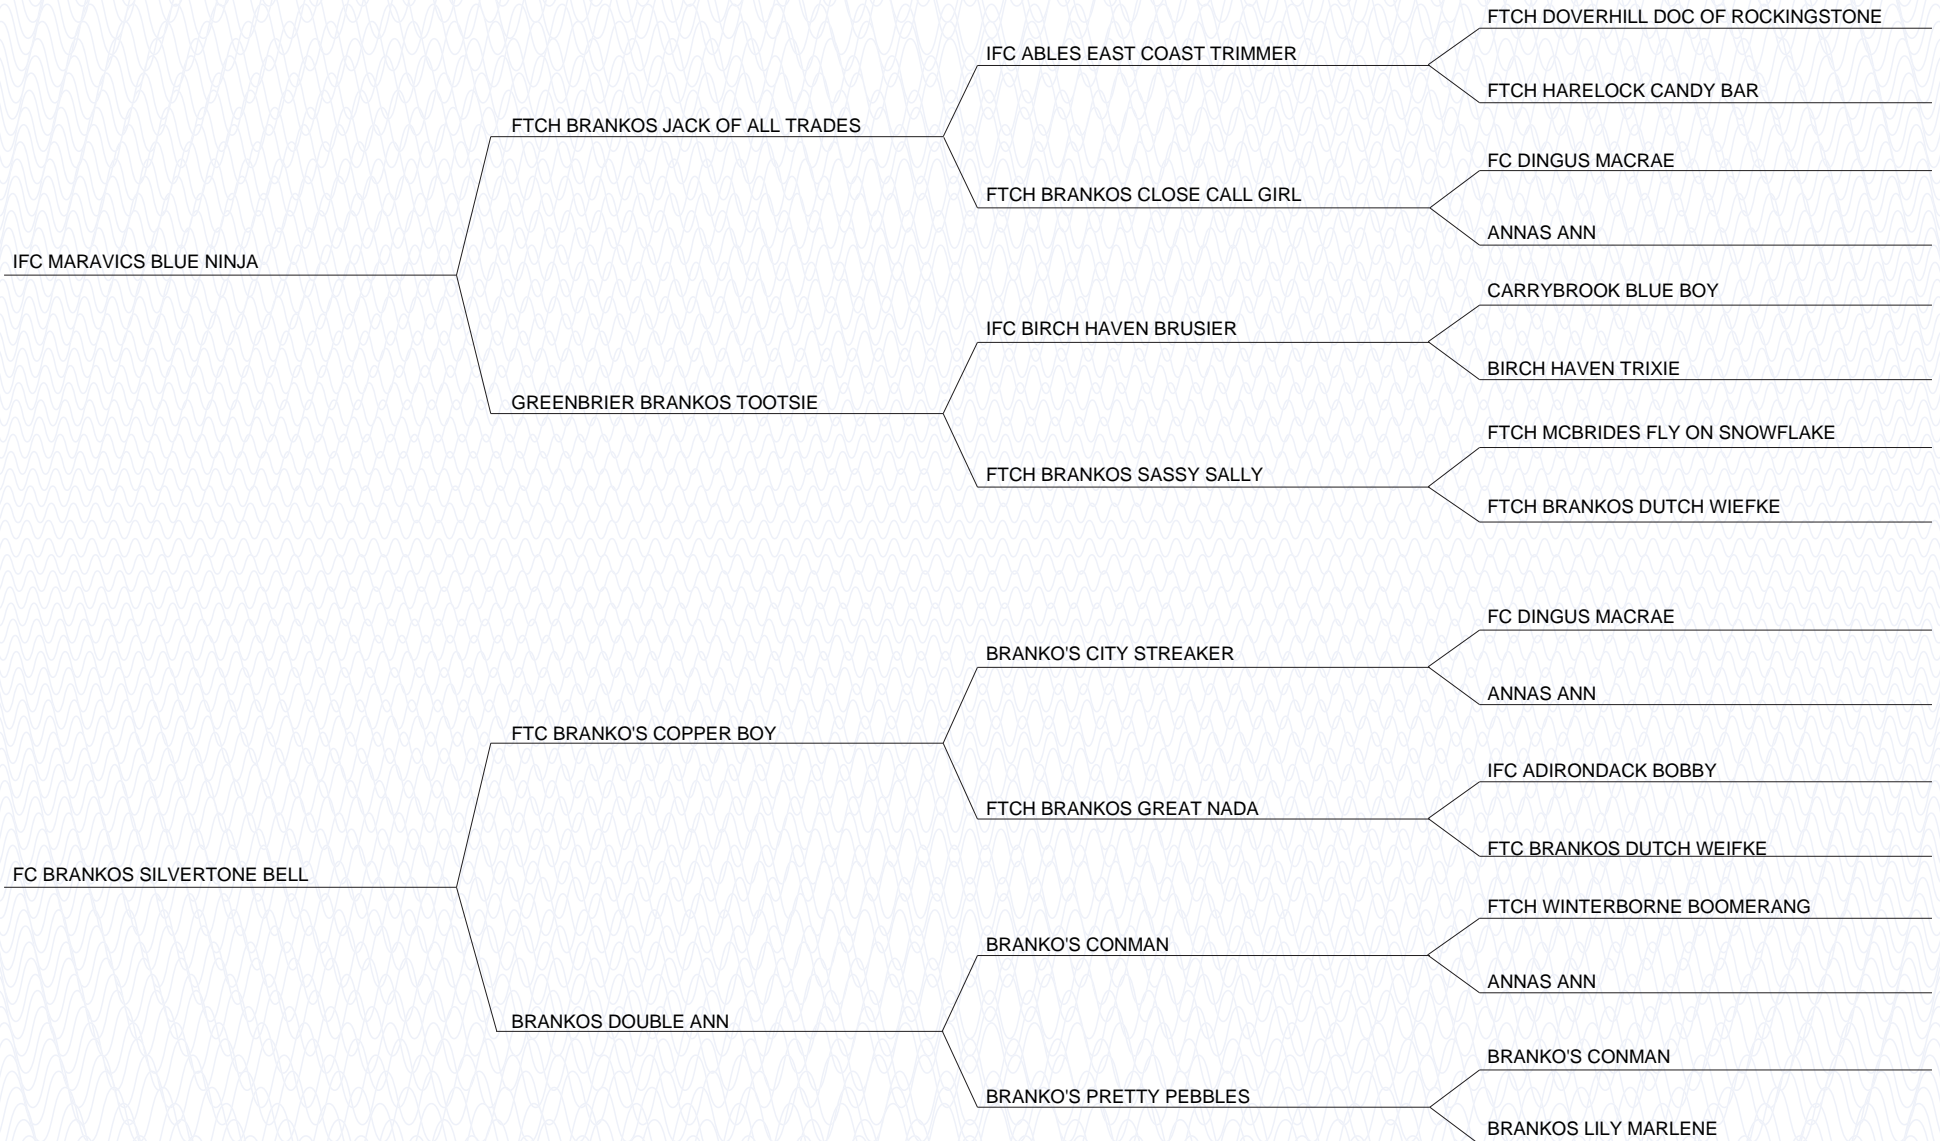 FTCH DOVERHILL DOC OF ROCKINGSTONE
IFC ABLES EAST COAST TRIMMER
FTCH HARELOCK CANDY BAR
FTCH BRANKOS JACK OF ALL TRADES
FC DINGUS MACRAE
FTCH BRANKOS CLOSE CALL GIRL
ANNAS ANN
IFC MARAVICS BLUE NINJA
CARRYBROOK BLUE BOY
IFC BIRCH HAVEN BRUSIER
BIRCH HAVEN TRIXIE
GREENBRIER BRANKOS TOOTSIE
FTCH MCBRIDES FLY ON SNOWFLAKE
FTCH BRANKOS SASSY SALLY
FTCH BRANKOS DUTCH WIEFKE
FC DINGUS MACRAE
BRANKO'S CITY STREAKER
ANNAS ANN
FTC BRANKO'S COPPER BOY
IFC ADIRONDACK BOBBY
FTCH BRANKOS GREAT NADA
FTC BRANKOS DUTCH WEIFKE
FC BRANKOS SILVERTONE BELL
FTCH WINTERBORNE BOOMERANG
BRANKO'S CONMAN
ANNAS ANN
BRANKOS DOUBLE ANN
BRANKO'S CONMAN
BRANKO'S PRETTY PEBBLES
BRANKOS LILY MARLENE